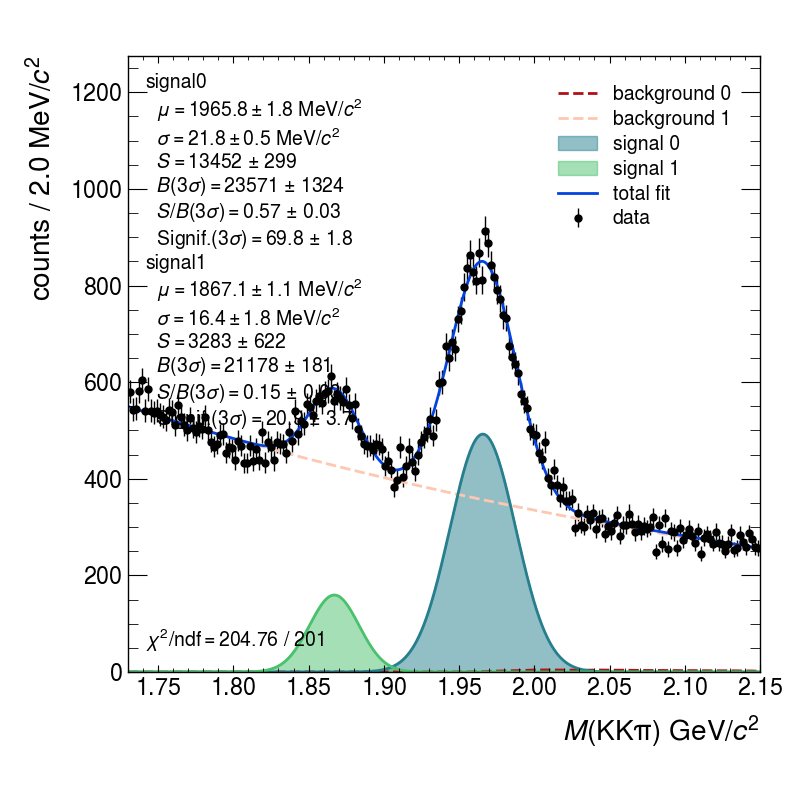 counts / 2.0 MeV/c²
1200
1000
800
600
400
200
0
signal0
μ = 1965.8 ± 1.8 MeV/c²
σ = 21.8 ± 0.5 MeV/c²
S = 13452 ± 299
B(3σ) = 23571 ± 1324
S/B(3σ) = 0.57 ± 0.03
Signif.(3σ) = 69.8 ± 1.8
signal1
μ = 1867.1 ± 1.1 MeV/c²
σ = 16.4 ± 1.8 MeV/c²
S = 3283 ± 622
B(3σ) = 21178 ± 181
S/B(3σ) = 0.15 ±
(3σ) = ± 3.7
background 0
background 1
signal 0
signal 1
total fit
data
χ²/ndf = 204.76 / 201
1.75 1.80 1.85 1.90 1.95 2.00 2.05 2.10 2.15
M(KKπ) GeV/c²